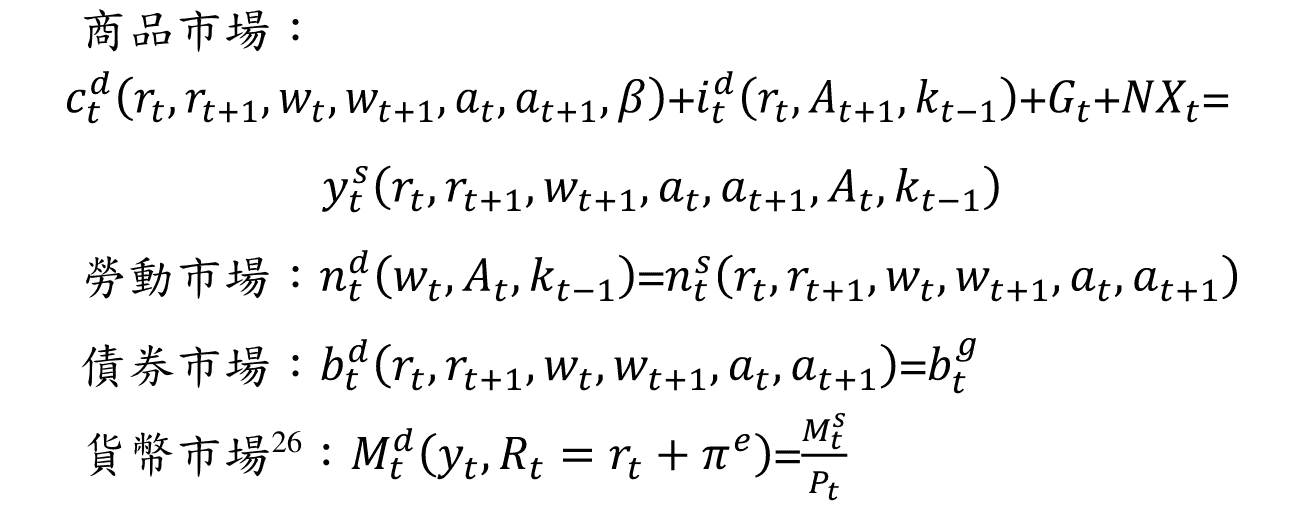 商品市場：
$c_t^d(r_t, r_{t+1}, w_t, w_{t+1}, a_t, a_{t+1}, \beta)+i_t^d(r_t, A_{t+1}, k_{t-1})+G_t+NX_t=$
$y_t^s(r_t, r_{t+1}, w_{t+1}, a_t, a_{t+1}, A_t, k_{t-1})$
勞動市場：$n_t^d(w_t, A_t, k_{t-1})=n_t^s(r_t, r_{t+1}, w_t, w_{t+1}, a_t, a_{t+1})$
債券市場：$b_t^d(r_t, r_{t+1}, w_t, w_{t+1}, a_t, a_{t+1})=b_t^g$
貨幣市場$^{26}$：$M_t^d(y_t, R_t = r_t + \pi^e)=\frac{M_t^s}{P_t}$